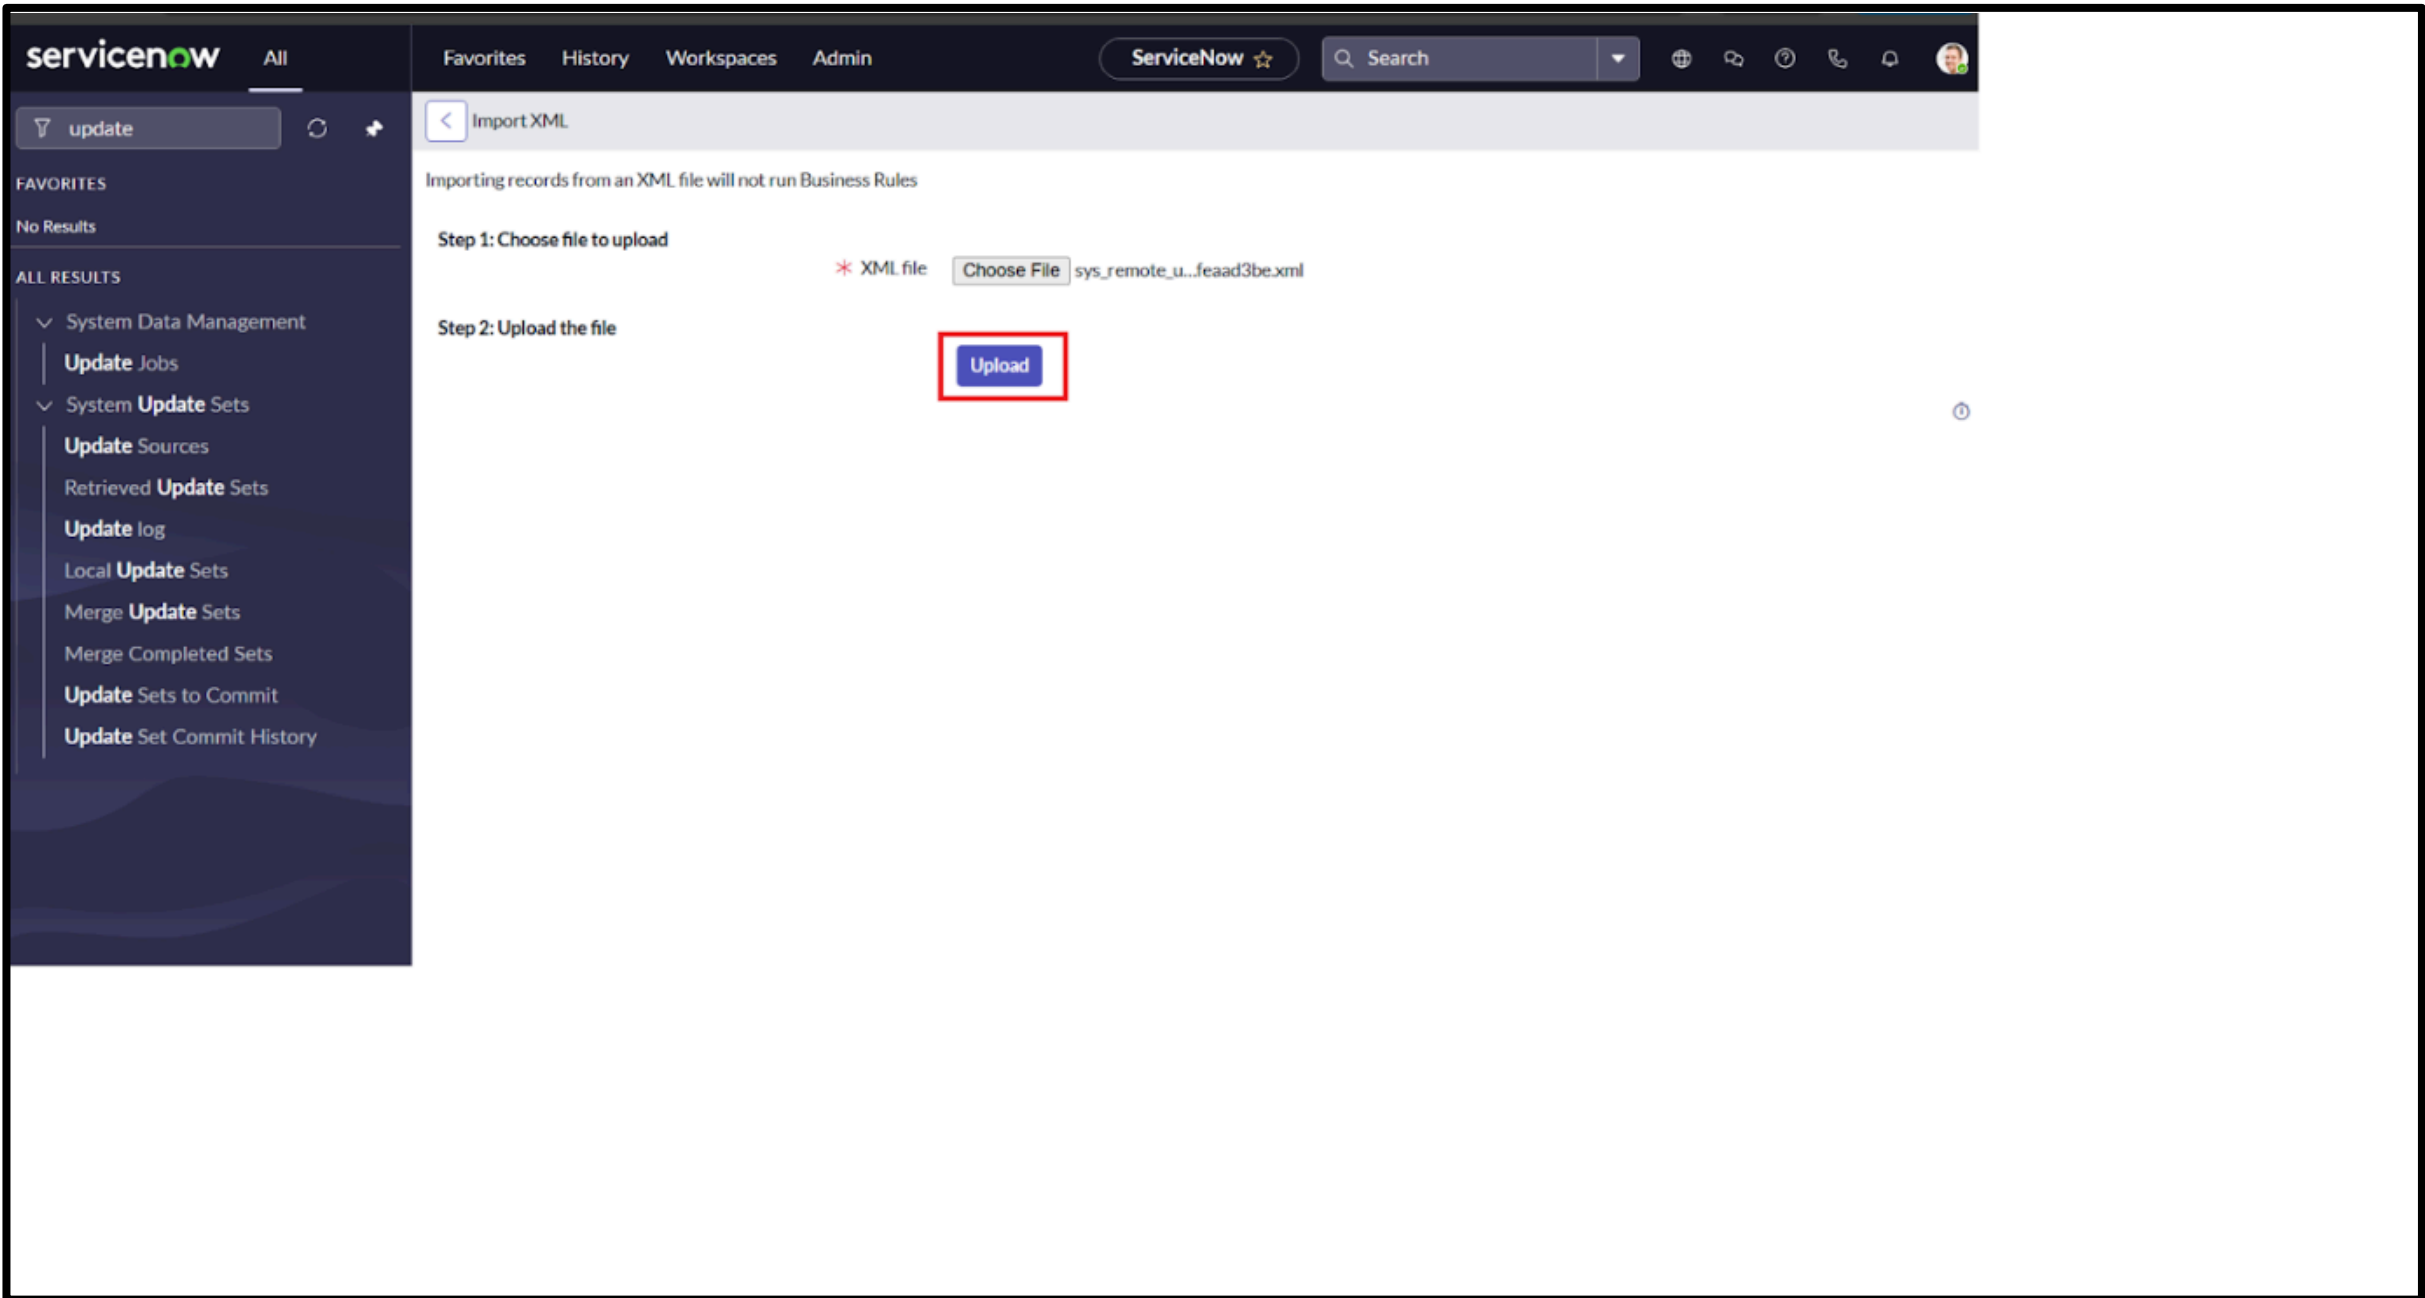 servicenow All Favorites History Workspaces Admin ServiceNow Search
update
FAVORITES
No Results
ALL RESULTS
System Data Management
Update Jobs
System Update Sets
Update Sources
Retrieved Update Sets
Update log
Local Update Sets
Merge Update Sets
Merge Completed Sets
Update Sets to Commit
Update Set Commit History
Import XML
Importing records from an XML file will not run Business Rules
Step 1: Choose file to upload
XML file Choose File sys_remote_u...feaad3be.xml
Step 2: Upload the file
Upload